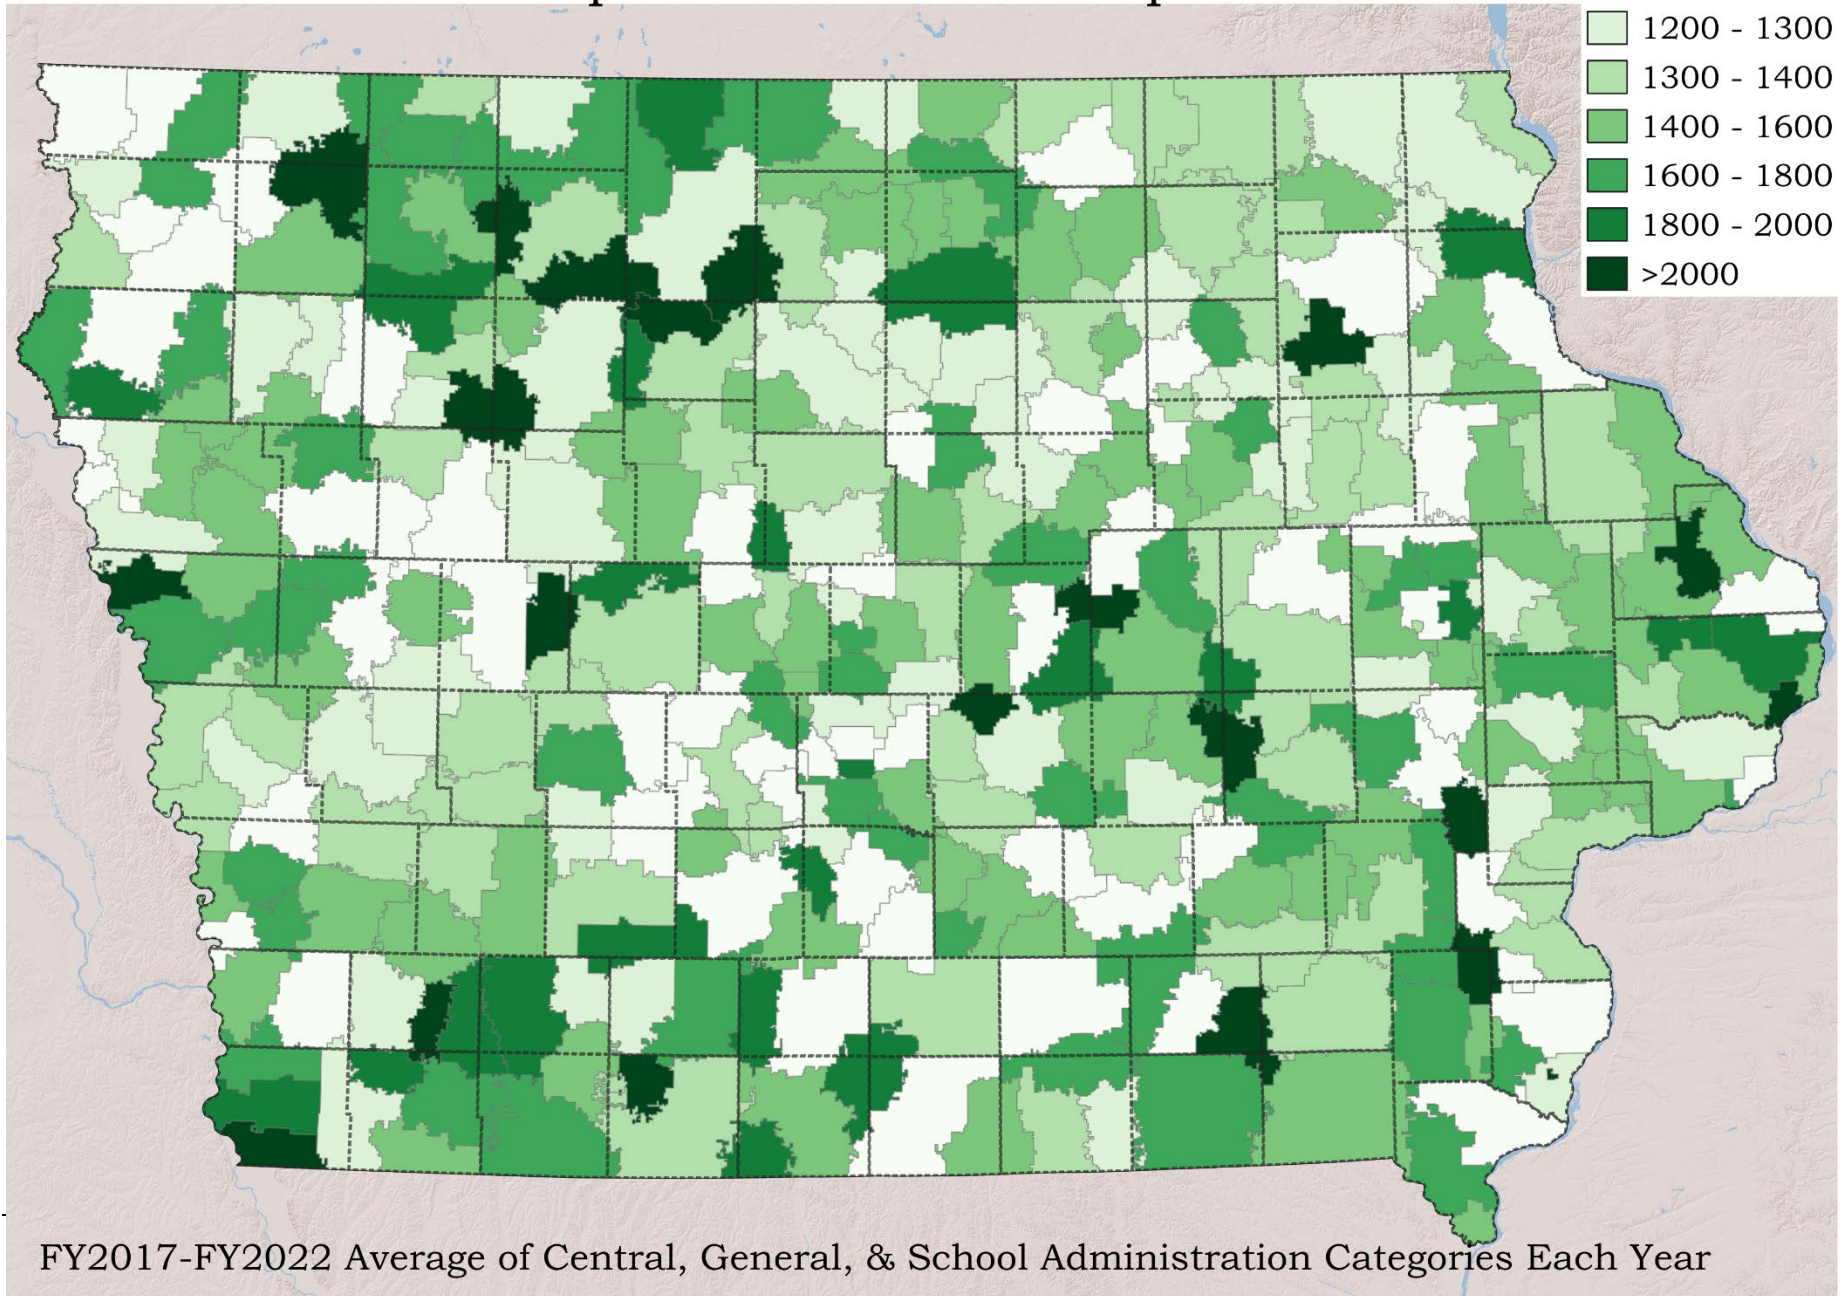 1200 - 1300
1300 - 1400
1400 - 1600
1600 - 1800
1800 - 2000
>2000
FY2017-FY2022 Average of Central, General, & School Administration Categories Each Year